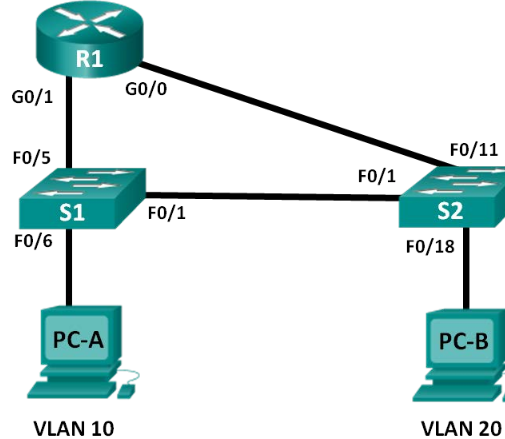 R1
G0/1
G0/0
F0/5
F0/11
F0/1
S1
F0/1
S2
F0/6
F0/18
PC-A
PC-B
VLAN 10
VLAN 20